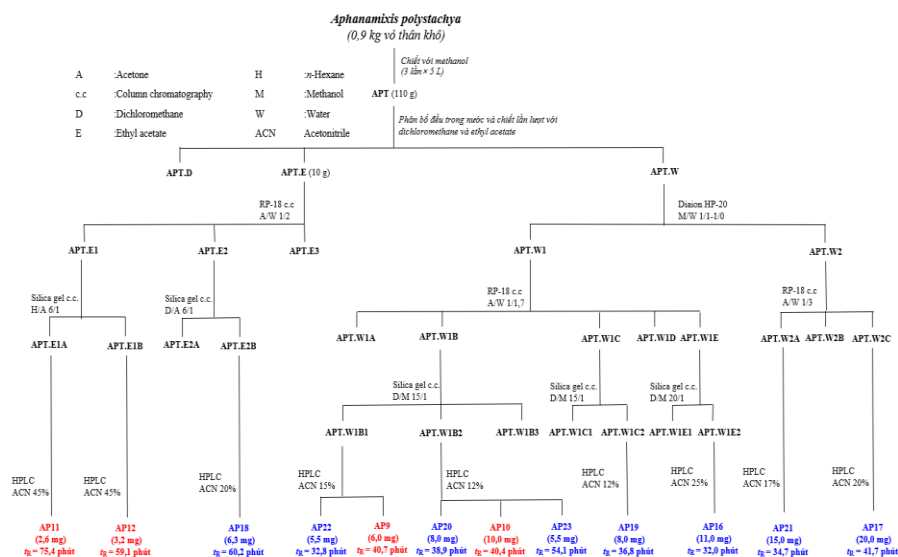 Aphanamixis polystachya
(0,9 kg vỏ thân khô)
Chiết với methanol
(3 lần × 5 L)
A :Acetone H :n-Hexane
c.c :Column chromatography M :Methanol
D :Dichloromethane W :Water
E :Ethyl acetate ACN Acetonitrile
APT (110 g)
Phân bố đều trong nước và chiết lần lượt với
dichloromethane và ethyl acetate
APT.D APT.E (10 g) APT.W
RP-18 c.c
A/W 1/2
Diaion HP-20
M/W 1/1-1/0
APT.E1 APT.E2 APT.E3 APT.W1 APT.W2
Silica gel c.c.
H/A 6/1
Silica gel c.c.
D/A 6/1
RP-18 c.c
A/W 1/1,7
RP-18 c.c
A/W 1/3
APT.E1A APT.E1B APT.E2A APT.E2B APT.W1A APT.W1B APT.W1C APT.W1D APT.W1E APT.W2A APT.W2B APT.W2C
Silica gel c.c.
D/M 15/1
Silica gel c.c.
D/M 15/1
Silica gel c.c.
D/M 20/1
APT.W1B1 APT.W1B2 APT.W1B3 APT.W1C1 APT.W1C2 APT.W1E1 APT.W1E2
HPLC
ACN 45%
HPLC
ACN 45%
HPLC
ACN 20%
HPLC
ACN 15%
HPLC
ACN 12%
HPLC
ACN 12%
HPLC
ACN 25%
HPLC
ACN 17%
HPLC
ACN 20%
AP11
(2,6 mg)
tR = 75,4 phút
AP12
(3,2 mg)
tR = 59,1 phút
AP18
(6,3 mg)
tR = 60,2 phút
AP22
(5,5 mg)
tR = 32,8 phút
AP9
(6,0 mg)
tR = 40,7 phút
AP20
(8,0 mg)
tR = 38,9 phút
AP10
(10,0 mg)
tR = 40,4 phút
AP23
(5,5 mg)
tR = 54,1 phút
AP19
(8,0 mg)
tR = 36,8 phút
AP16
(11,0 mg)
tR = 32,0 phút
AP21
(15,0 mg)
tR = 34,7 phút
AP17
(20,0 mg)
tR = 41,7 phút